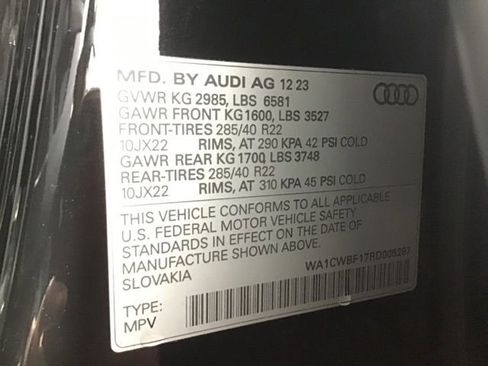 MFD. BY AUDI AG 12 23
GVWR KG 2985, LBS 6581
GAWR FRONT KG1600, LBS 3527
FRONT-TIRES 285/40 R22
10JX22 RIMS, AT 290 KPA 42 PSI COLD
GAWR REAR KG 1700, LBS 3748
REAR-TIRES 285/40 R22
10JX22 RIMS, AT 310 KPA 45 PSI COLD
THIS VEHICLE CONFORMS TO ALL APPLICABLE
U.S. FEDERAL MOTOR VEHICLE SAFETY
STANDARDS IN EFFECT ON THE DATE OF
MANUFACTURE SHOWN ABOVE.
SLOVAKIA
WA1CWBF17RD005287
TYPE:
MPV